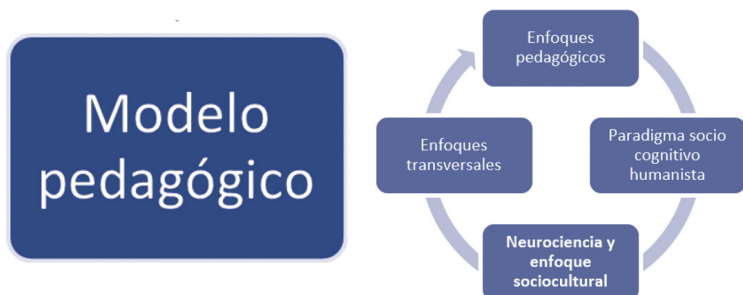 Modelo
pedagógico
Enfoques
pedagógicos
Enfoques
transversales
Paradigma socio
cognitivo
humanista
Neurociencia y
enfoque
sociocultural